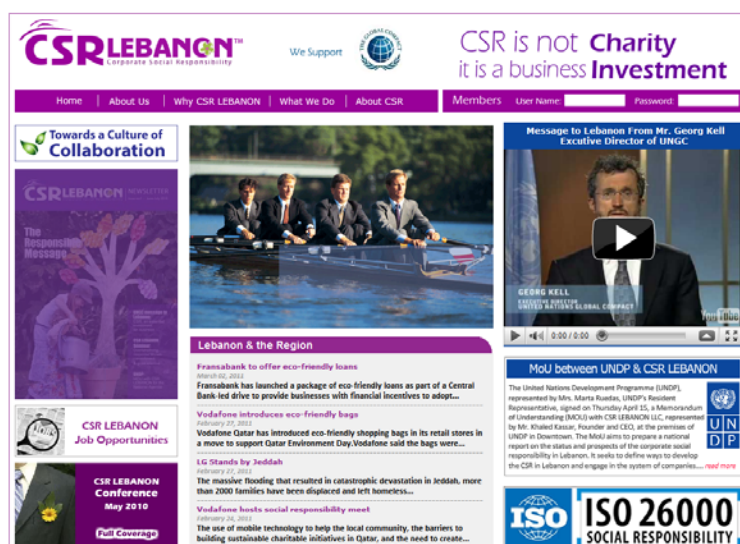 CSR LEBANON™
Corporate Social Responsibility
We Support
THE GLOBAL COMPACT
CSR is not Charity
it is a business Investment
Home | About Us | Why CSR LEBANON | What We Do | About CSR
Members User Name: Password:
Towards a Culture of
Collaboration
CSR LEBANON NEWSLETTER
The
Responsible
Message
CSR LEBANON
Job Opportunities
CSR LEBANON
Conference
May 2010
Full Coverage
Lebanon & the Region
Fransabank to offer eco-friendly loans
March 02, 2011
Fransabank has launched a package of eco-friendly loans as part of a Central
Bank-led drive to provide businesses with financial incentives to adopt...
Vodafone introduces eco-friendly bags
February 27, 2011
Vodafone Qatar has introduced eco-friendly shopping bags in its retail stores in
a move to support Qatar Environment Day.Vodafone said the bags were...
LG Stands by Jeddah
February 27, 2011
The massive flooding that resulted in catastrophic devastation in Jeddah, more
than 2000 families have been displaced and left homeless...
Vodafone hosts social responsibility meet
February 26, 2011
The use of mobile technology to help the local community, the barriers to
building sustainable charitable initiatives in Qatar, and the need to create...
Message to Lebanon From Mr. Georg Kell
Excutive Director of UNGC
GEORG KELL
EXECUTIVE DIRECTOR
UNITED NATIONS GLOBAL COMPACT
YouTube
0:00 / 0:00
MoU between UNDP & CSR LEBANON
The United Nations Development Programme (UNDP),
represented by Mrs. Marta Ruedas, UNDP's Resident
Representative, signed on Thursday April 15, a Memorandum
of Understanding (MOU) with CSR LEBANON LLC, represented
by Mr. Khaled Kassar, Founder and CEO, at the premises of
UNDP in Downtown. The MoU aims to prepare a national
report on the status and prospects of the corporate social
responsibility in Lebanon. It seeks to define ways to develop
the CSR in Lebanon and engage in the system of companies.... read more
U N
D P
ISO
ISO 26000
SOCIAL RESPONSIBILITY